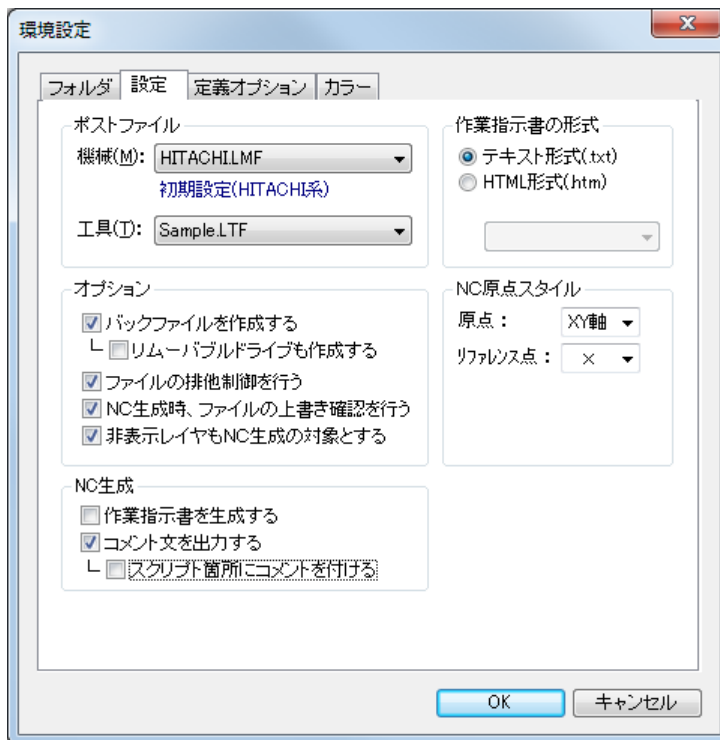 環境設定
フォルダ 設定 定義オプション カラー
ポストファイル
機械(M): HITACHI.LMF
初期設定(HITACHI系)
工具(T): Sample.LTF
作業指示書の形式
テキスト形式(.txt)
HTML形式(.htm)
オプション
バックファイルを作成する
リムーバブルドライブも作成する
ファイルの排他制御を行う
NC生成時、ファイルの上書き確認を行う
非表示レイヤもNC生成の対象とする
NC原点スタイル
原点: XY軸
リファレンス点: ×
NC生成
作業指示書を生成する
コメント文を出力する
スクリプト箇所にコメントを付ける
OK キャンセル